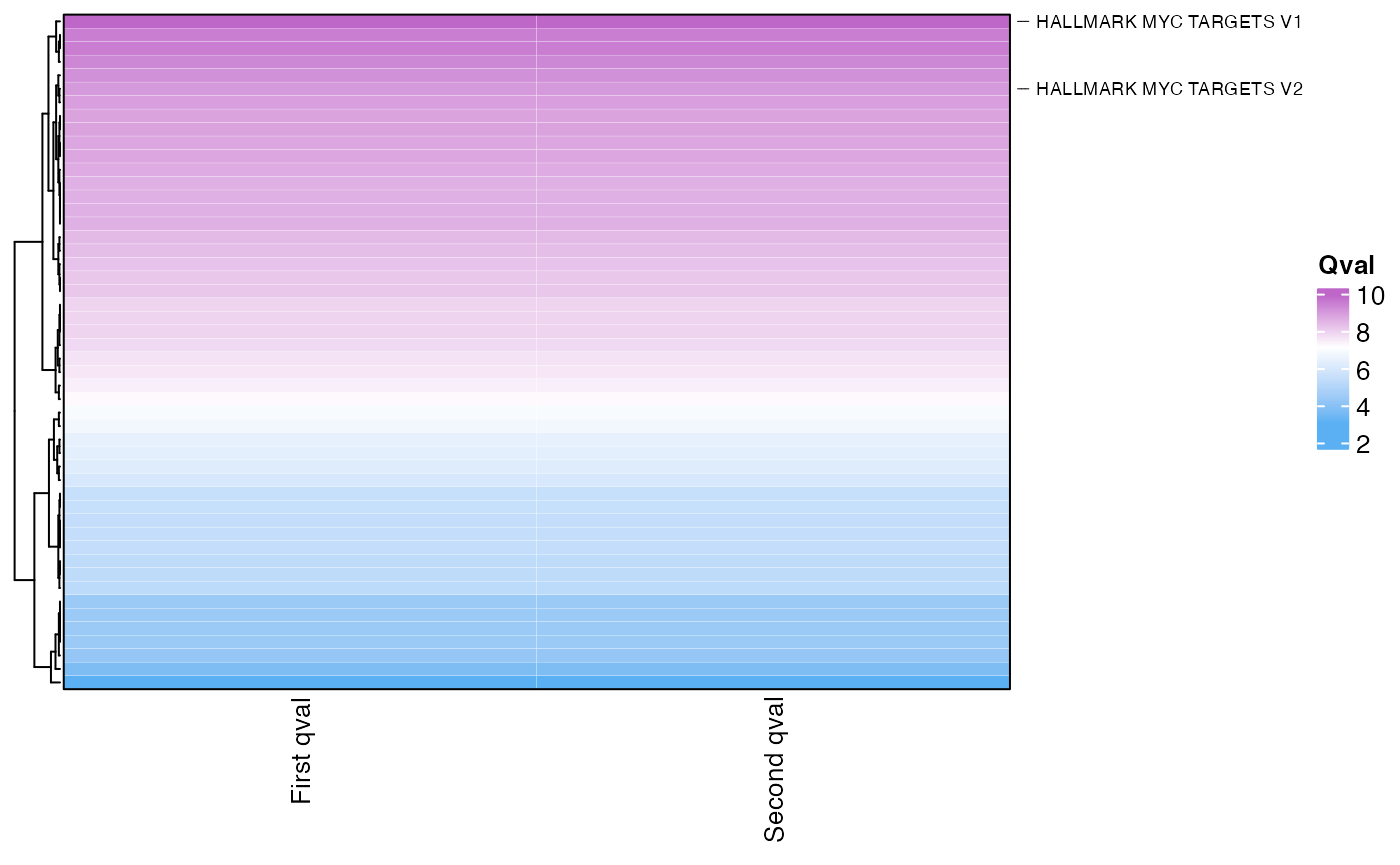 HALLMARK MYC TARGETS V1
HALLMARK MYC TARGETS V2
Qval
10
8
6
4
2
First qval
Second qval